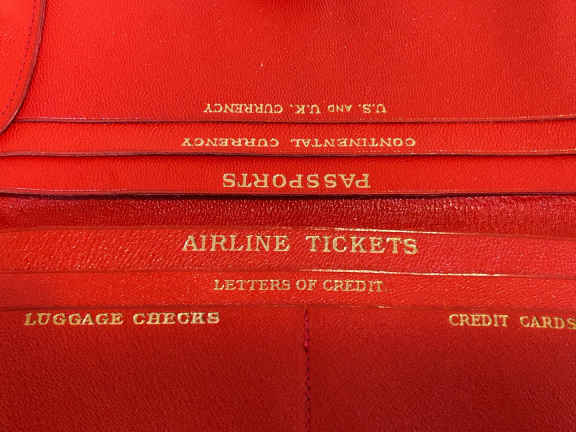 U.S. AND U.K. CURRENCY
CONTINENTAL CURRENCY
PASSPORTS
AIRLINE TICKETS
LETTERS OF CREDIT
LUGGAGE CHECKS
CREDIT CARDS